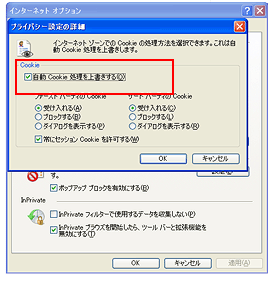 インターネット オプション
プライバシー設定の詳細
インターネット ゾーンでの Cookie の処理方法を選択できます。これは自
動 Cookie 処理を上書きします。
Cookie
自動 Cookie 処理を上書きする(O)
ファースト パーティの Cookie
サード パーティの Cookie
受け入れる(A)
受け入れる(C)
ブロックする(B)
ブロックする(L)
ダイアログを表示する(P)
ダイアログを表示する(R)
常にセッション Cookie を許可する(W)
OK
キャンセル
す。
ポップアップ ブロックを有効にする(B)
InPrivate
InPrivate フィルターで使用するデータを収集しない(P)
InPrivate ブラウズを開始したら、ツール バーと拡張機能を
無効にする(T)
OK
キャンセル
適用(A)